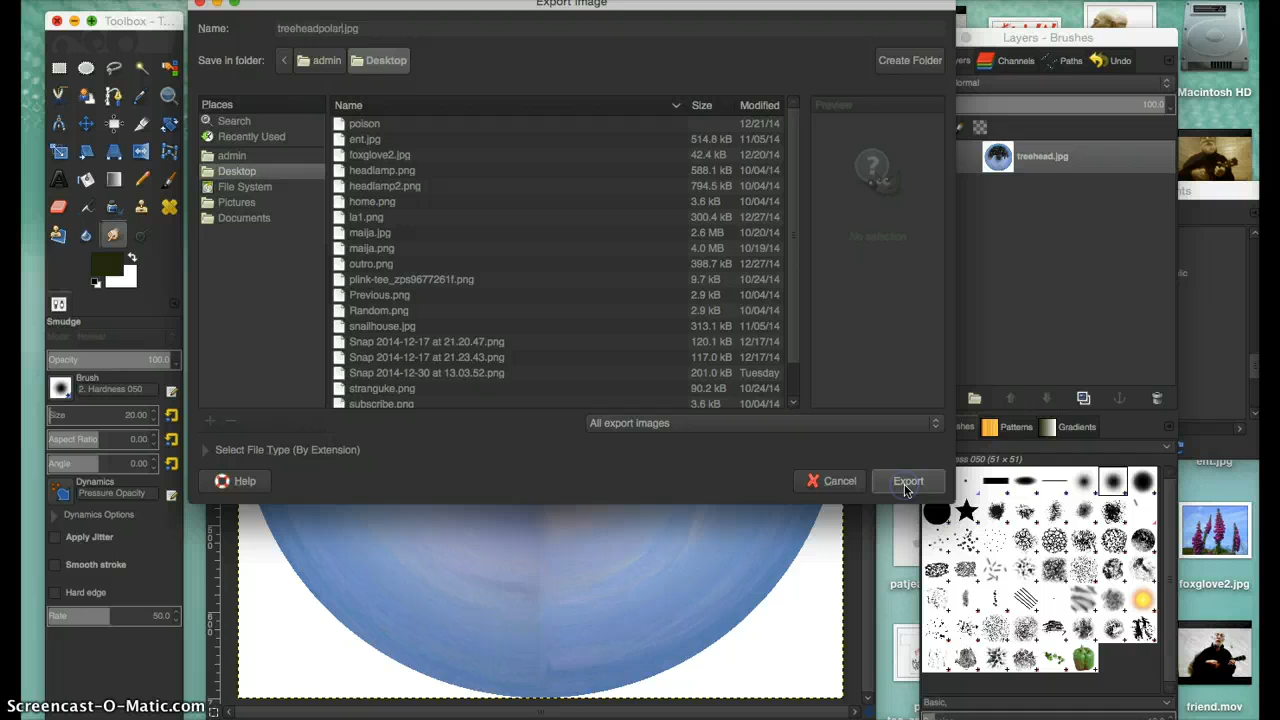 Export Image
Toolbox - T...
Layers - Brushes
Name:
treeheadpolar.jpg
Save in folder:
admin
Desktop
Create Folder
Channels
Paths
Undo
Macintosh HD
100.0
Places
Name
Size
Modified
Preview
Search
Recently Used
admin
Desktop
File System
Pictures
Documents
poison 12/21/14
ent.jpg 514.8 kB 11/05/14
foxglove2.jpg 42.4 kB 12/20/14
headlamp.png 588.1 kB 10/04/14
headlamp2.png 794.5 kB 10/04/14
home.png 3.6 kB 10/04/14
la1.png 300.4 kB 12/27/14
maija.jpg 2.6 MB 10/20/14
maija.png 4.0 MB 10/19/14
outro.png 398.7 kB 12/27/14
plink-tee_zps9677261f.png 9.7 kB 10/24/14
Previous.png 2.9 kB 10/04/14
Random.png 2.9 kB 10/04/14
snailhouse.jpg 313.1 kB 11/05/14
Snap 2014-12-17 at 21.20.47.png 120.1 kB 12/17/14
Snap 2014-12-17 at 21.23.43.png 117.0 kB 12/17/14
Snap 2014-12-30 at 13.03.52.png 201.0 kB Tuesday
stranguke.png 90.2 kB 10/24/14
subscribe.png 3.6 kB 10/04/14
No selection
treehead.jpg
Smudge
Mode: Normal
Opacity 100.0
Brush
2. Hardness 050
Size 20.00
Aspect Ratio 0.00
Angle 0.00
Dynamics
Pressure Opacity
Dynamics Options
Apply Jitter
Smooth stroke
Hard edge
Rate 50.0
All export images
Select File Type (By Extension)
Help
Cancel
Export
Patterns
Gradients
ent.jpg
foxglove2.jpg
friend.mov
Basic,
Screencast-O-Matic.com